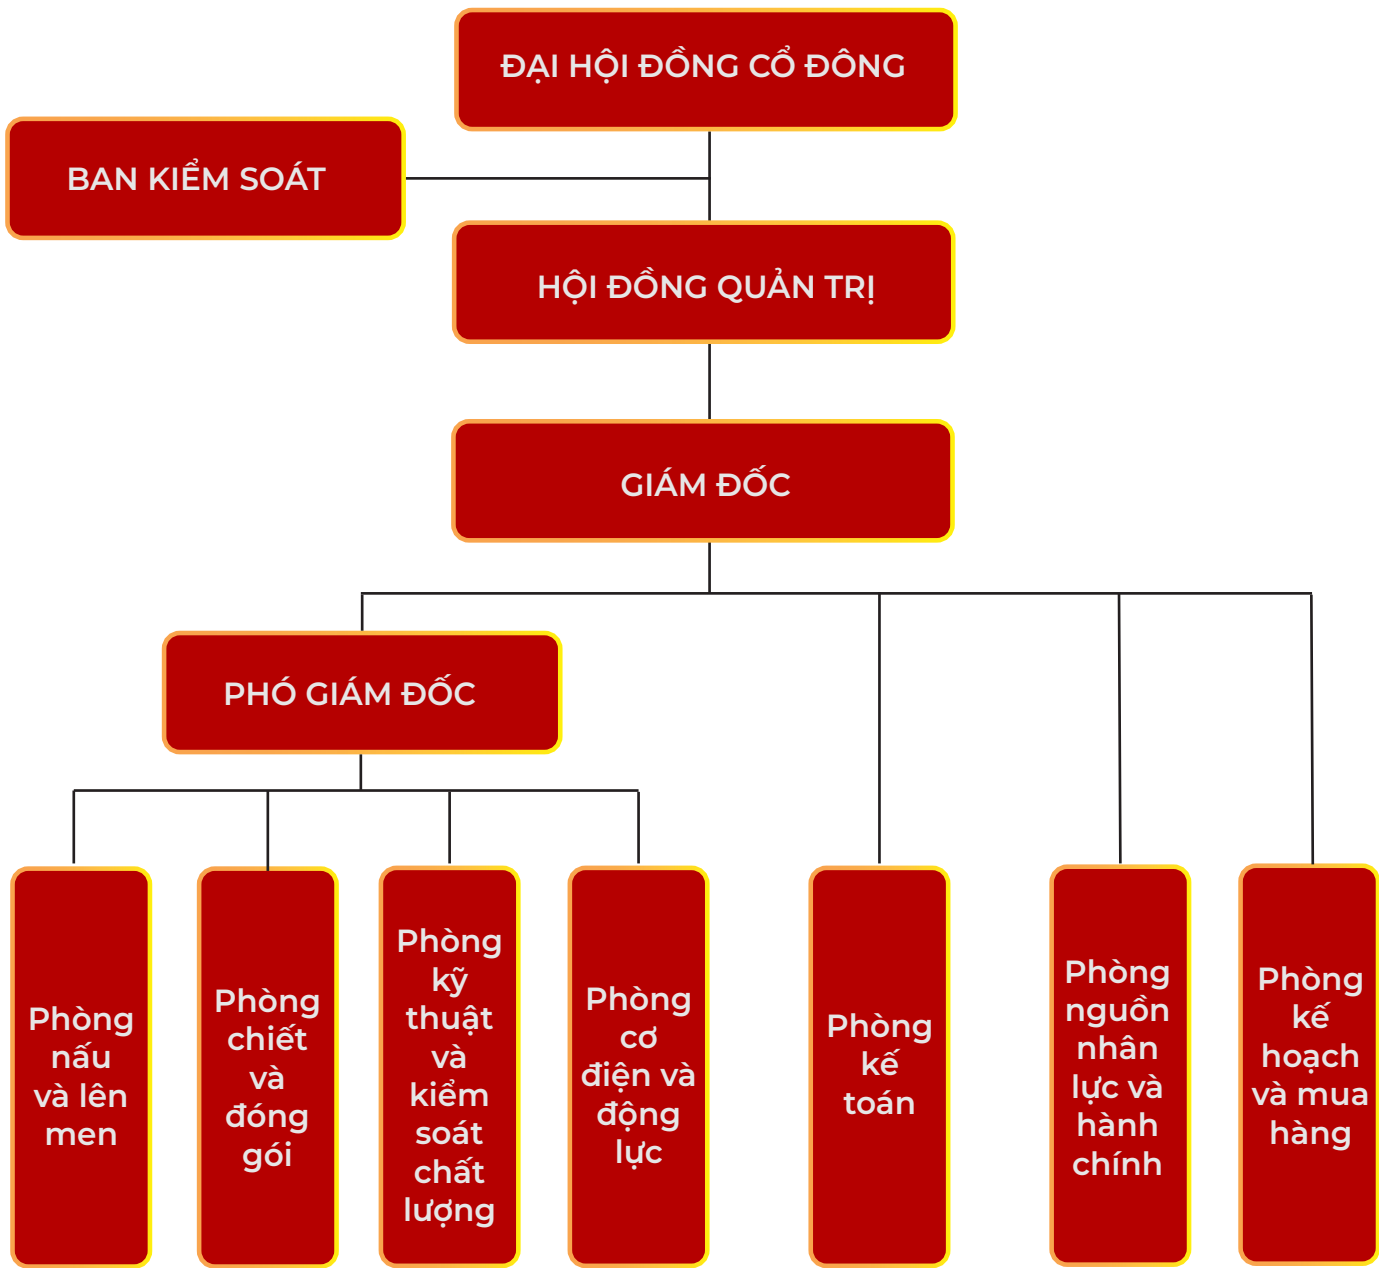 ĐẠI HỘI ĐỒNG CỔ ĐÔNG
BAN KIỂM SOÁT
HỘI ĐỒNG QUẢN TRỊ
GIÁM ĐỐC
PHÓ GIÁM ĐỐC
Phòng
nấu
và lên
men
Phòng
chiết
và
đóng
gói
Phòng
kỹ
thuật
và
kiểm
soát
chất
lượng
Phòng
cơ
điện và
động
lực
Phòng
kế
toán
Phòng
nguồn
nhân
lực và
hành
chính
Phòng
kế
hoạch
và mua
hàng